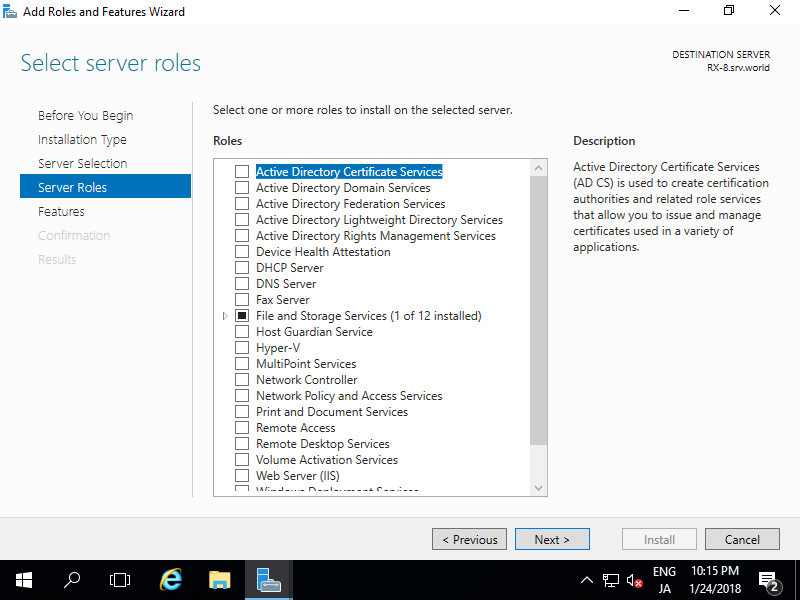 Add Roles and Features Wizard
Select server roles
DESTINATION SERVER
RX-8.srv.world
Before You Begin
Installation Type
Server Selection
Server Roles
Features
Confirmation
Results
Select one or more roles to install on the selected server.
Roles
Active Directory Certificate Services
Active Directory Domain Services
Active Directory Federation Services
Active Directory Lightweight Directory Services
Active Directory Rights Management Services
Device Health Attestation
DHCP Server
DNS Server
Fax Server
File and Storage Services (1 of 12 installed)
Host Guardian Service
Hyper-V
MultiPoint Services
Network Controller
Network Policy and Access Services
Print and Document Services
Remote Access
Remote Desktop Services
Volume Activation Services
Web Server (IIS)
Windows Deployment Services
Description
Active Directory Certificate Services
(AD CS) is used to create certification
authorities and related role services
that allow you to issue and manage
certificates used in a variety of
applications.
< Previous
Next >
Install
Cancel
ENG
JA
10:15 PM
1/24/2018
2